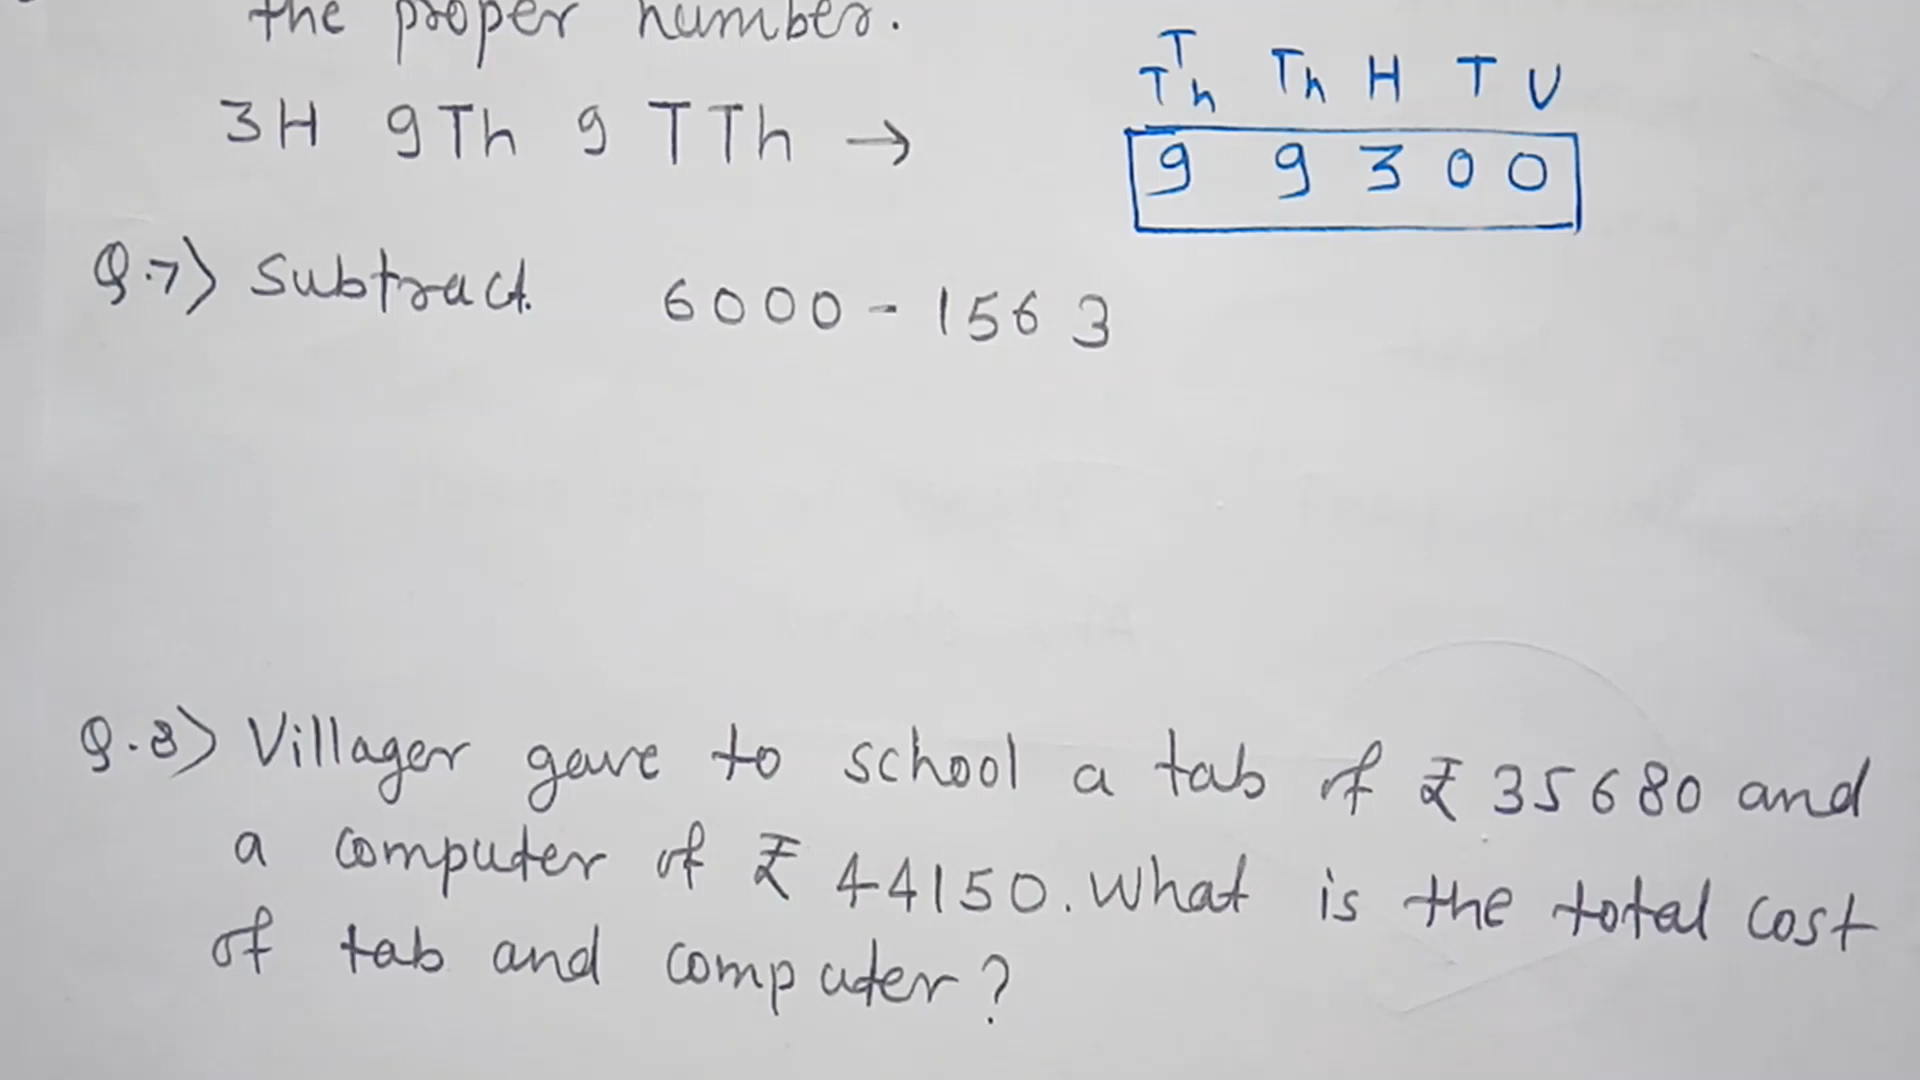 the proper number.
T
Th Th H T U
3H 9Th 9 TTh →
9 9 3 0 0
Q.7) Subtract. 6000 - 1563
Q.8) Villager gave to school a tab of ₹ 35680 and
a computer of ₹ 44150. What is the total cost
of tab and computer?